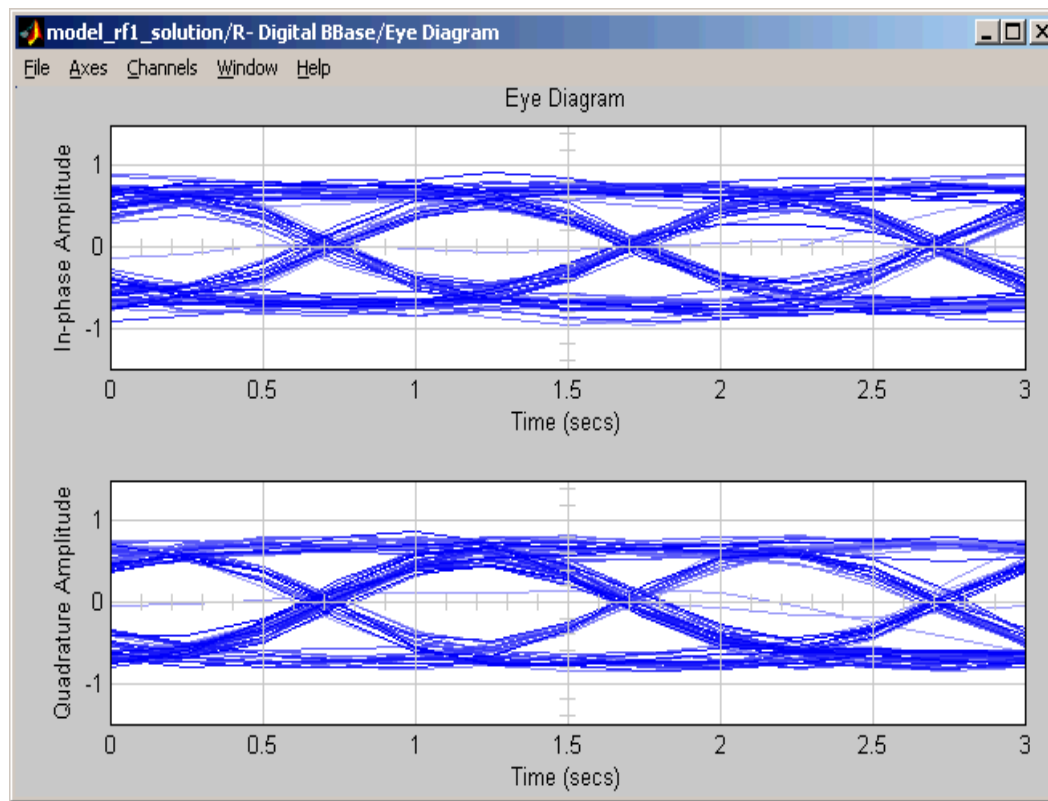 model_rf1_solution/R- Digital BBase/Eye Diagram
File Axes Channels Window Help
Eye Diagram
In-phase Amplitude
1
0
-1
0 0.5 1 1.5 2 2.5 3
Time (secs)
Quadrature Amplitude
1
0
-1
0 0.5 1 1.5 2 2.5 3
Time (secs)